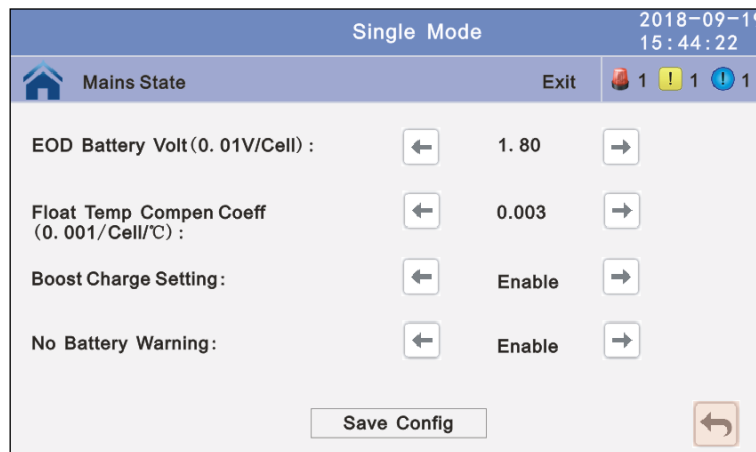 Single Mode
2018-09-19
15:44:22
Mains State
Exit
1 ! 1 ! 1
EOD Battery Volt(0.01V/Cell):
1.80
Float Temp Compen Coeff
(0.001/Cell/℃):
0.003
Boost Charge Setting:
Enable
No Battery Warning:
Enable
Save Config